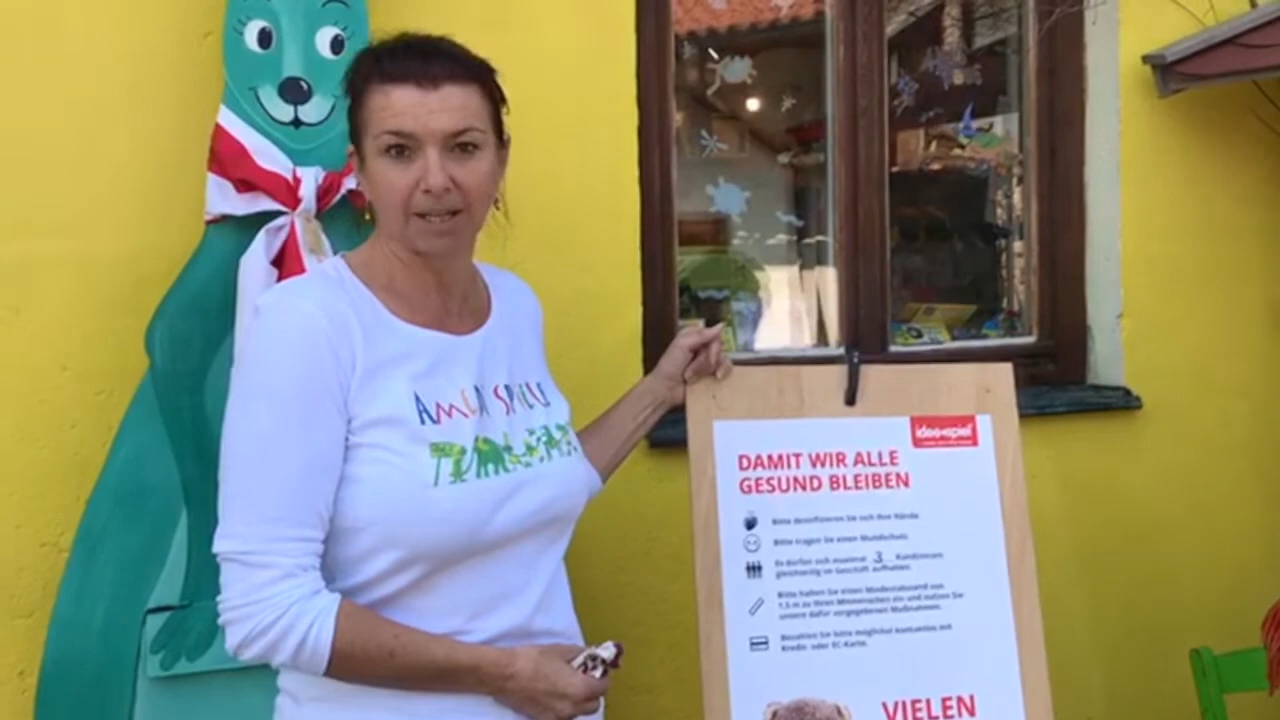 AMELI SPIELE
idee+spiel
DAMIT WIR ALLE
GESUND BLEIBEN
Bitte desinfizieren Sie sich Ihre Hände.
Bitte tragen Sie einen Mundschutz.
Es dürfen sich maximal 3 Kund:innen
gleichzeitig im Geschäft aufhalten.
Bitte halten Sie einen Mindestabstand von
1,5 m zu Ihren Mitmenschen ein und nutzen Sie
unsere dafür vorgegebenen Maßnahmen.
Bezahlen Sie bitte möglichst kontaktlos mit
Kredit- oder EC-Karte.
VIELEN